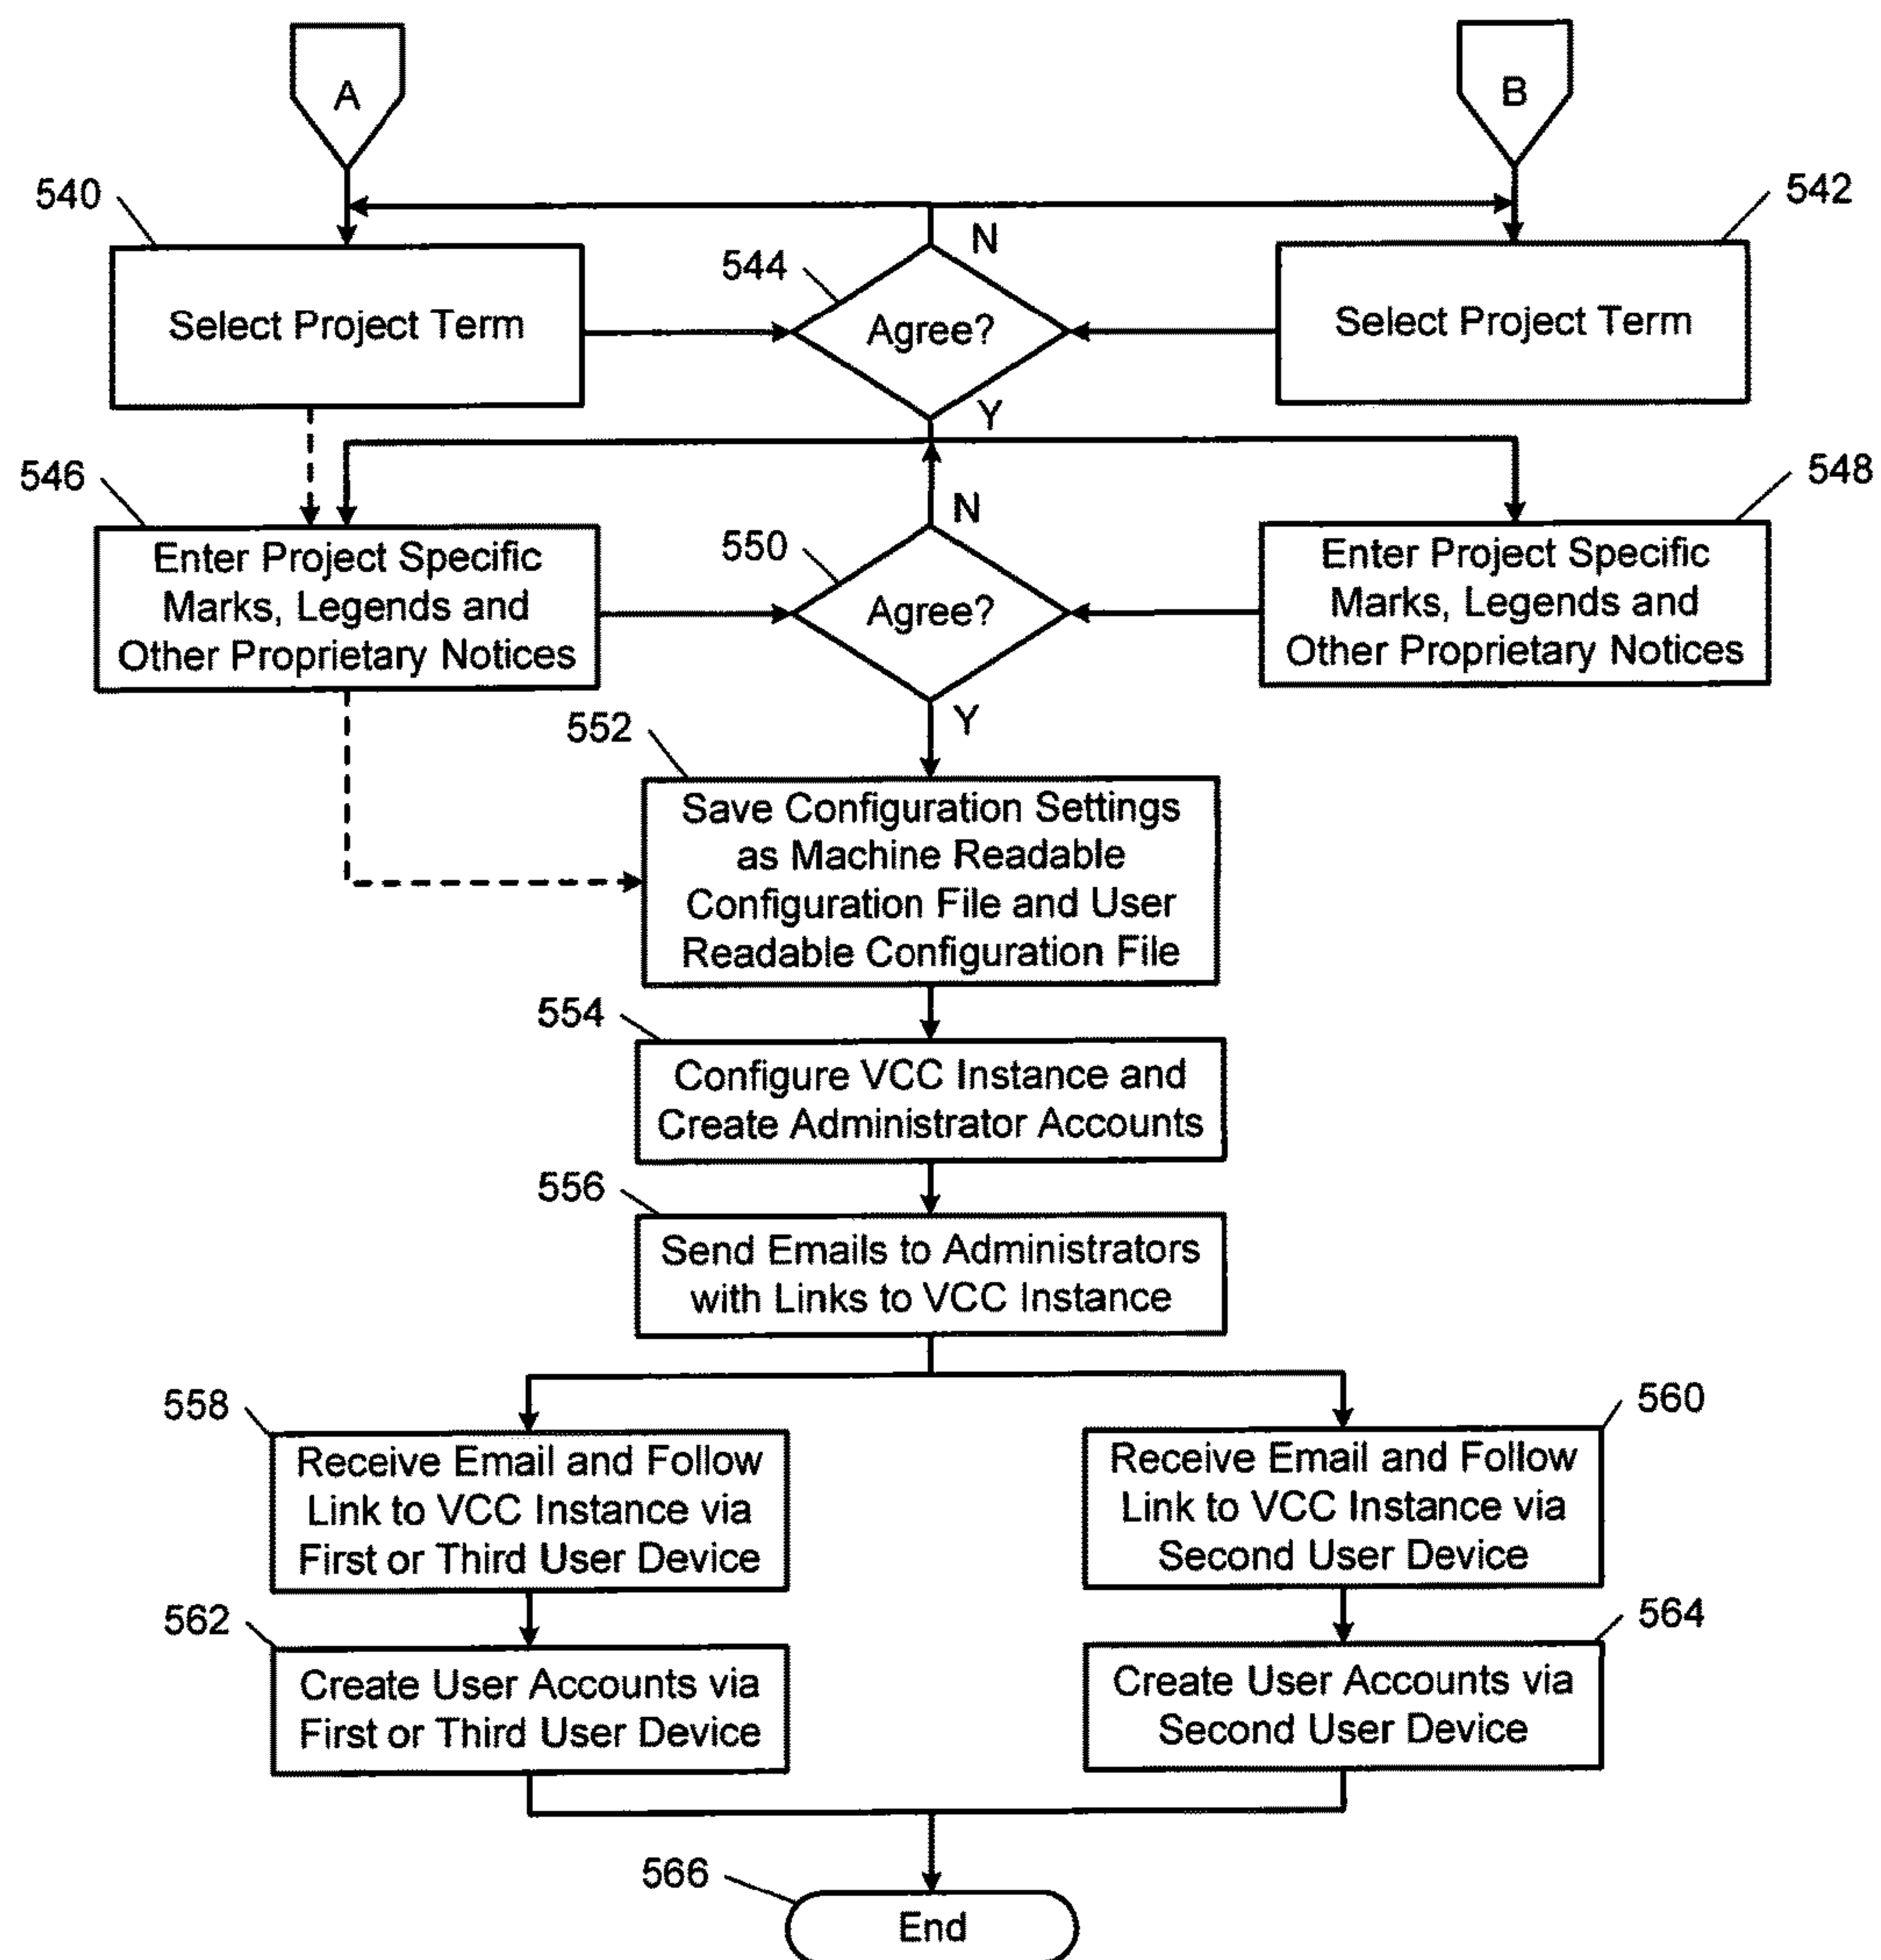 A
B
540
542
N
544
Select Project Term
Agree?
Select Project Term
Y
546
548
N
550
Enter Project Specific
Marks, Legends and
Other Proprietary Notices
Agree?
Enter Project Specific
Marks, Legends and
Other Proprietary Notices
Y
552
Save Configuration Settings
as Machine Readable
Configuration File and User
Readable Configuration File
554
Configure VCC Instance and
Create Administrator Accounts
556
Send Emails to Administrators
with Links to VCC Instance
558
560
Receive Email and Follow
Link to VCC Instance via
First or Third User Device
Receive Email and Follow
Link to VCC Instance via
Second User Device
562
564
Create User Accounts via
First or Third User Device
Create User Accounts via
Second User Device
566
End